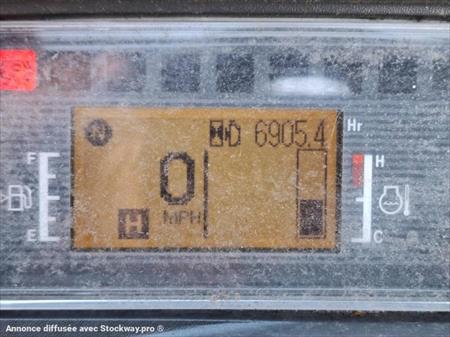 N 6905.4 Hr
F H
0
E H MPH C
Annonce diffusée avec Stockway.pro ®